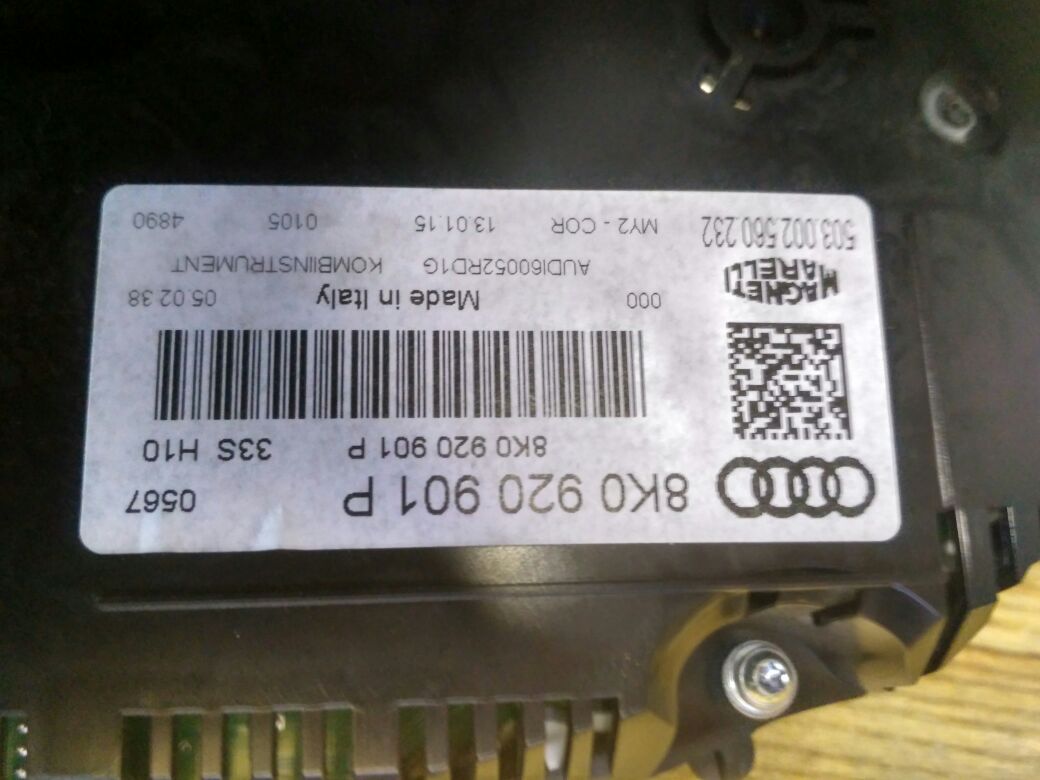 8K0 920 901 P 0567
8K0 920 901 P 33S H10
000 Made in Italy 05 02 38
MAGNETI
MARELLI
AUDI60052RD1G KOMBIINSTRUMENT
503.002.560.232 MY2 - COR 13.01.15 0105 4890